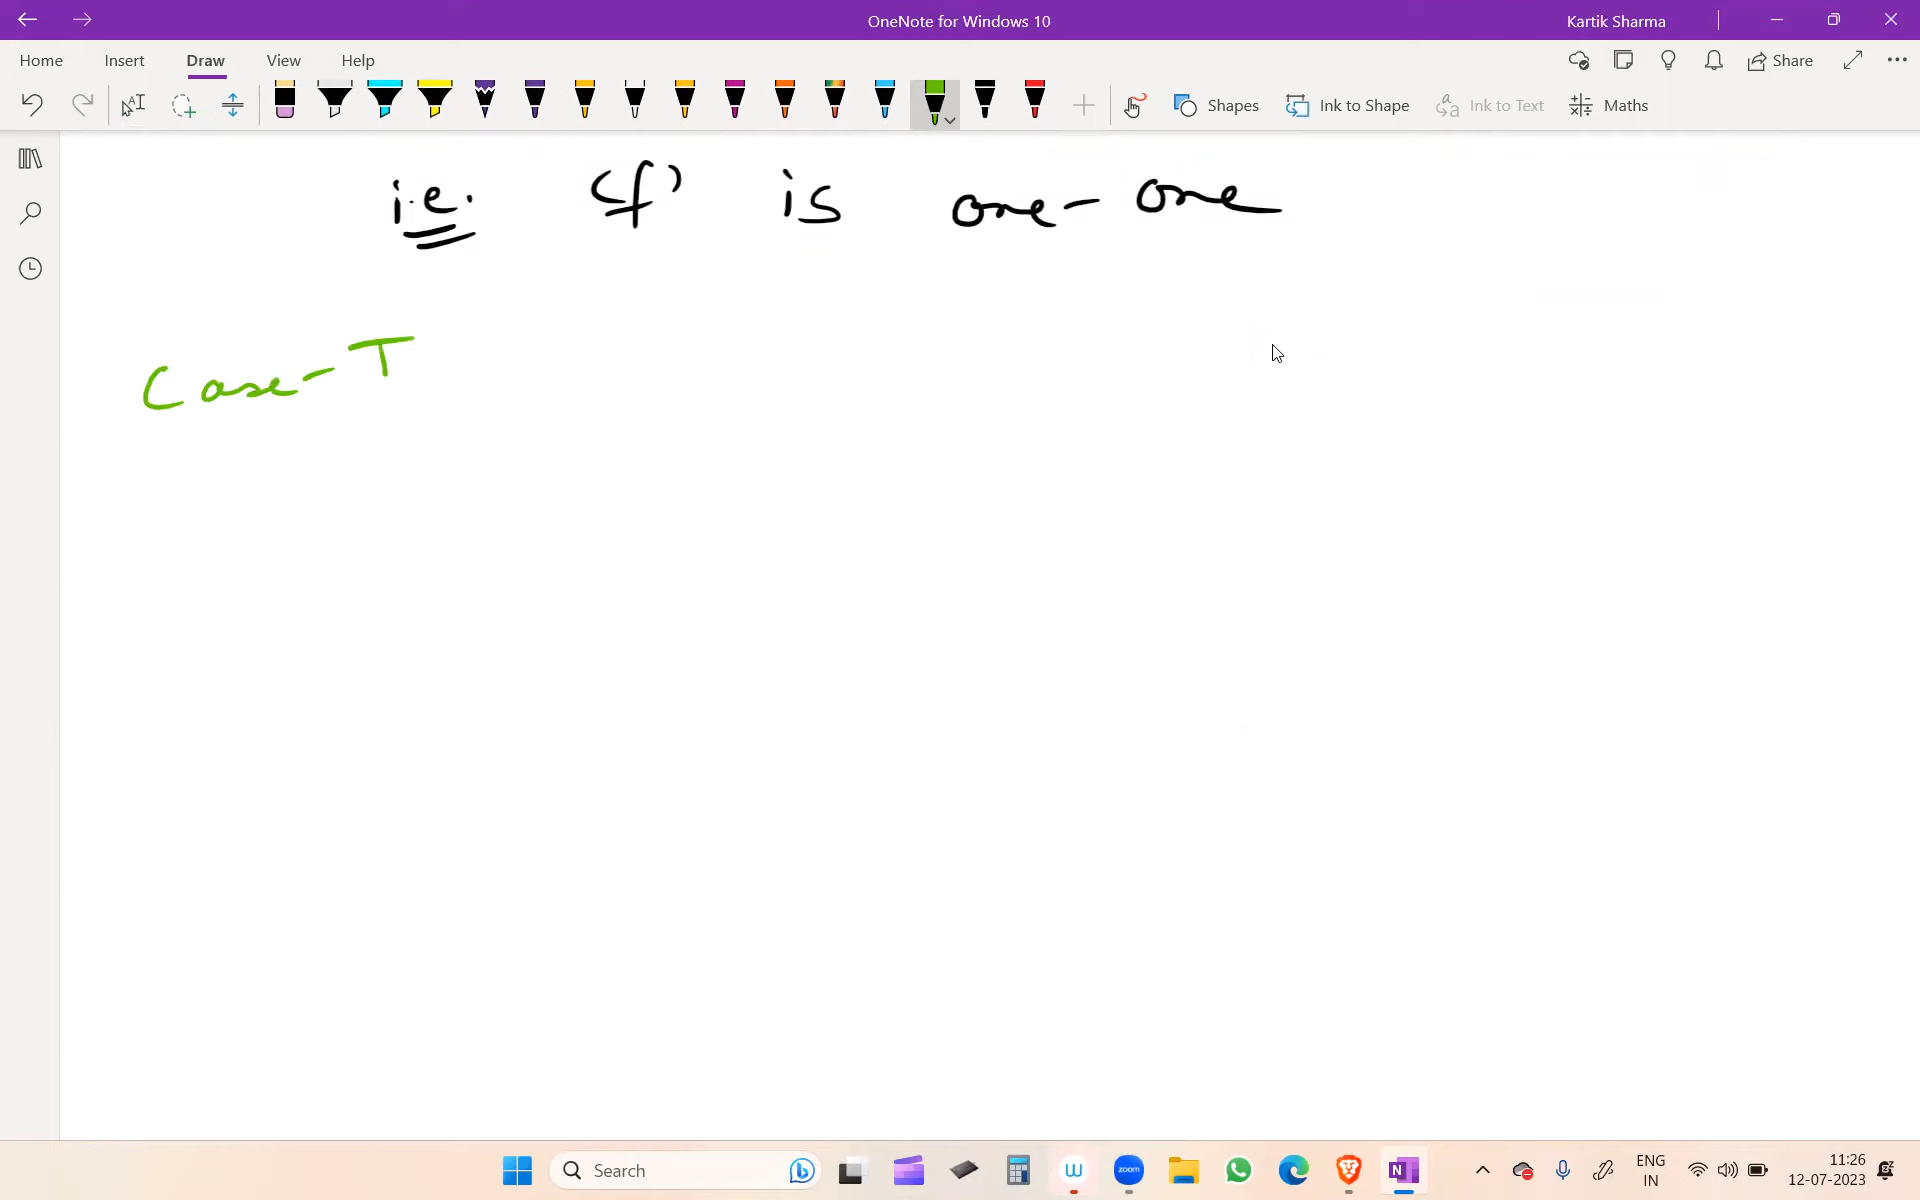 OneNote for Windows 10
Kartik Sharma
Home Insert Draw View Help
Share
Shapes Ink to Shape Ink to Text Maths
i.e. 'f' is one-one
Case-I
Search
zoom
ENG
IN
11:26
12-07-2023